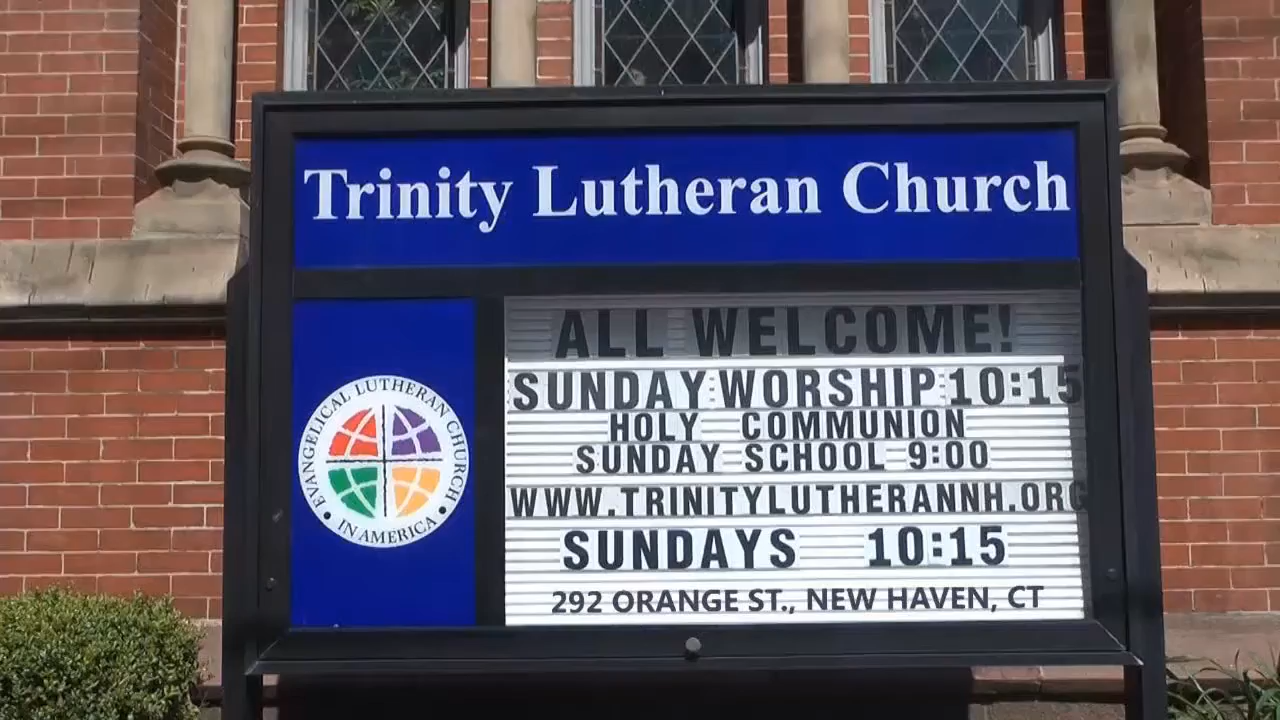 Trinity Lutheran Church
ALL WELCOME!
SUNDAY WORSHIP 10:15
HOLY COMMUNION
SUNDAY SCHOOL 9:00
WWW.TRINITYLUTHERANNH.ORG
SUNDAYS 10:15
292 ORANGE ST., NEW HAVEN, CT
EVANGELICAL LUTHERAN CHURCH
• IN AMERICA •